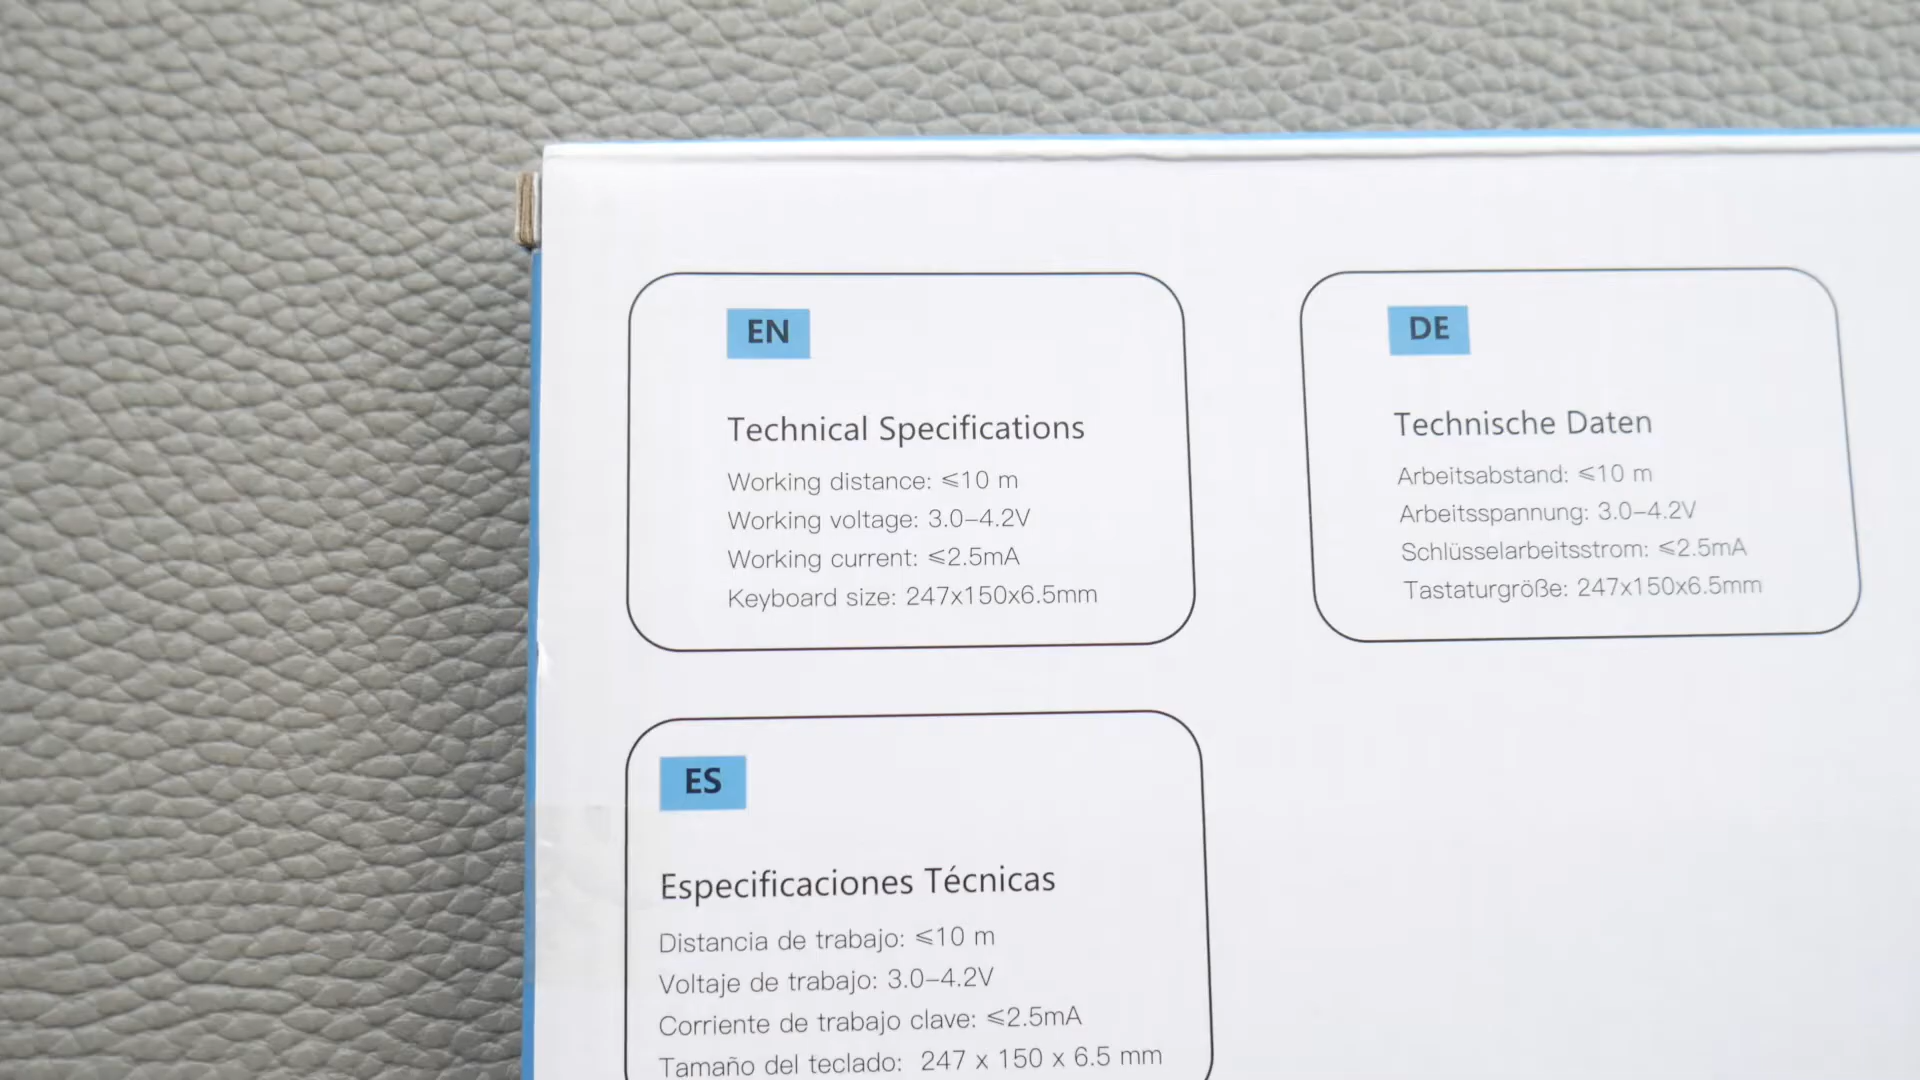 EN
Technical Specifications
Working distance: ⩽10 m
Working voltage: 3.0–4.2V
Working current: ⩽2.5mA
Keyboard size: 247x150x6.5mm
DE
Technische Daten
Arbeitsabstand: ⩽10 m
Arbeitsspannung: 3.0–4.2V
Schlüsselarbeitsstrom: ⩽2.5mA
Tastaturgröße: 247x150x6.5mm
ES
Especificaciones Técnicas
Distancia de trabajo: ⩽10 m
Voltaje de trabajo: 3.0–4.2V
Corriente de trabajo clave: ⩽2.5mA
Tamaño del teclado: 247 x 150 x 6.5 mm